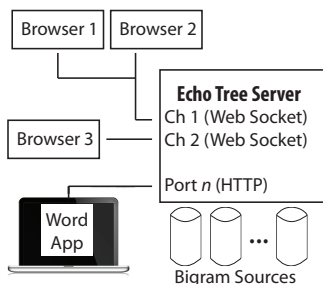 Browser 1
Browser 2
Echo Tree Server
Ch 1 (Web Socket)
Ch 2 (Web Socket)
Browser 3
Port n (HTTP)
Word
App
...
Bigram Sources